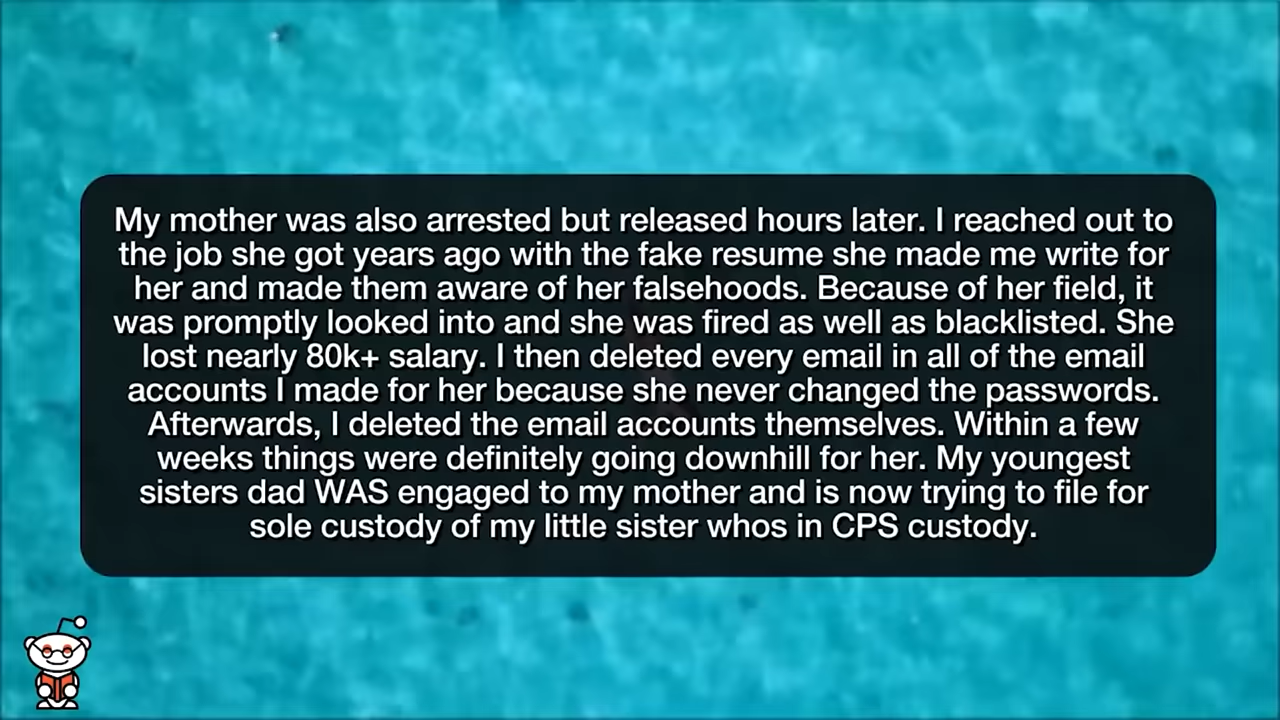 My mother was also arrested but released hours later. I reached out to
the job she got years ago with the fake resume she made me write for
her and made them aware of her falsehoods. Because of her field, it
was promptly looked into and she was fired as well as blacklisted. She
lost nearly 80k+ salary. I then deleted every email in all of the email
accounts I made for her because she never changed the passwords.
Afterwards, I deleted the email accounts themselves. Within a few
weeks things were definitely going downhill for her. My youngest
sisters dad WAS engaged to my mother and is now trying to file for
sole custody of my little sister whos in CPS custody.